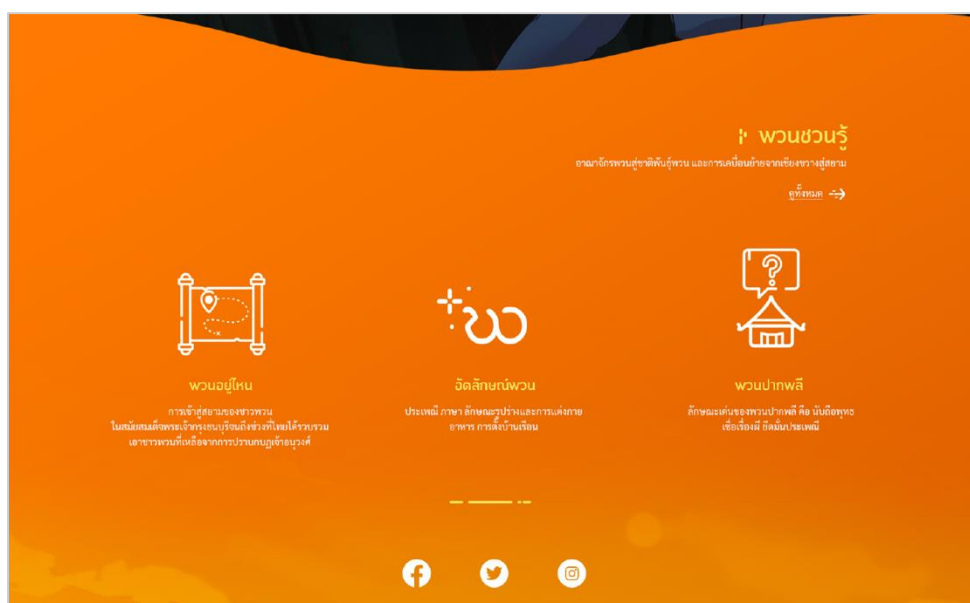 พวนชวนรู้
อาณาจักรพวนสู่ชาติพันธุ์พวน และการเคลื่อนย้ายจากเชียงขวางสู่สยาม
ดูทั้งหมด
พวนอยู่ไหน
การเข้าสู่สยามของชาวพวน
ในสมัยสมเด็จพระเจ้ากรุงธนบุรีจนถึงช่วงที่ไทยได้รวบรวม
เอาชาวพวนที่เหลือจากการปราบกบฏเจ้าอนุวงศ์
อัตลักษณ์พวน
ประเพณี ภาษา ลักษณะรูปร่างและการแต่งกาย
อาหาร การตั้งบ้านเรือน
พวนปากพลี
ลักษณะเด่นของพวนปากพลี คือ นับถือพุทธ
เชื่อเรื่องผี ยึดมั่นประเพณี